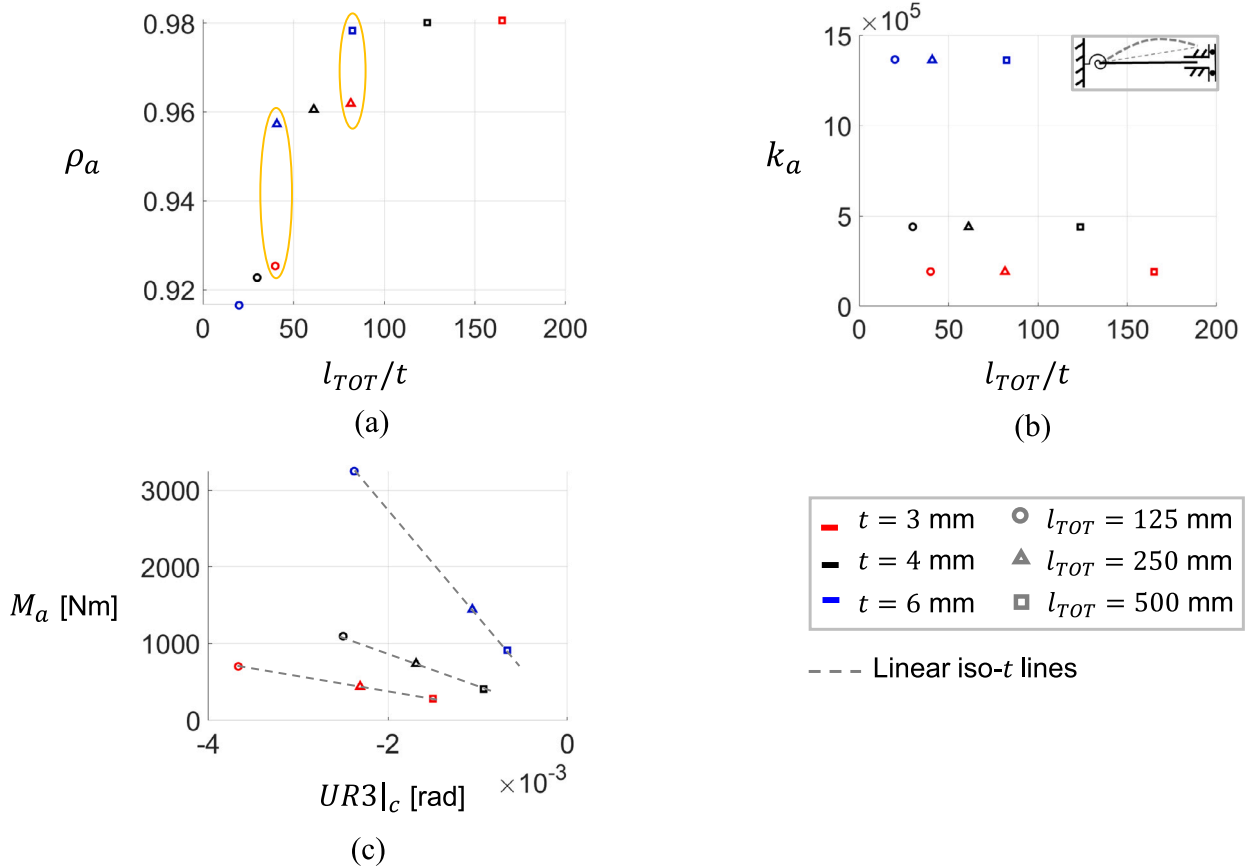 0.98
0.96
0.94
0.92
ρ_a
0 50 100 150 200
l_TOT/t
(a)
×10^5
15
10
5
0
k_a
0 50 100 150 200
l_TOT/t
(b)
3000
2000
1000
0
M_a [Nm]
-4 -2 0
×10^-3
UR3|_c [rad]
(c)
t = 3 mm l_TOT = 125 mm
t = 4 mm l_TOT = 250 mm
t = 6 mm l_TOT = 500 mm
Linear iso-t lines